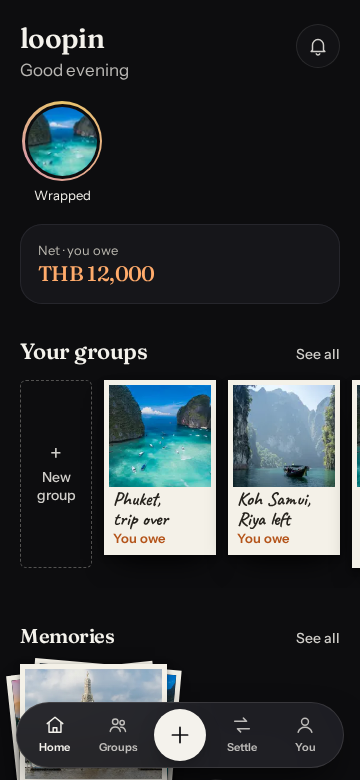 loopin
Good evening
Wrapped
Net · you owe
THB 12,000
Your groups
See all
+
New
group
Phuket,
trip over
You owe
Koh Samui,
Riya left
You owe
Memories
See all
Home
Groups
+
Settle
You